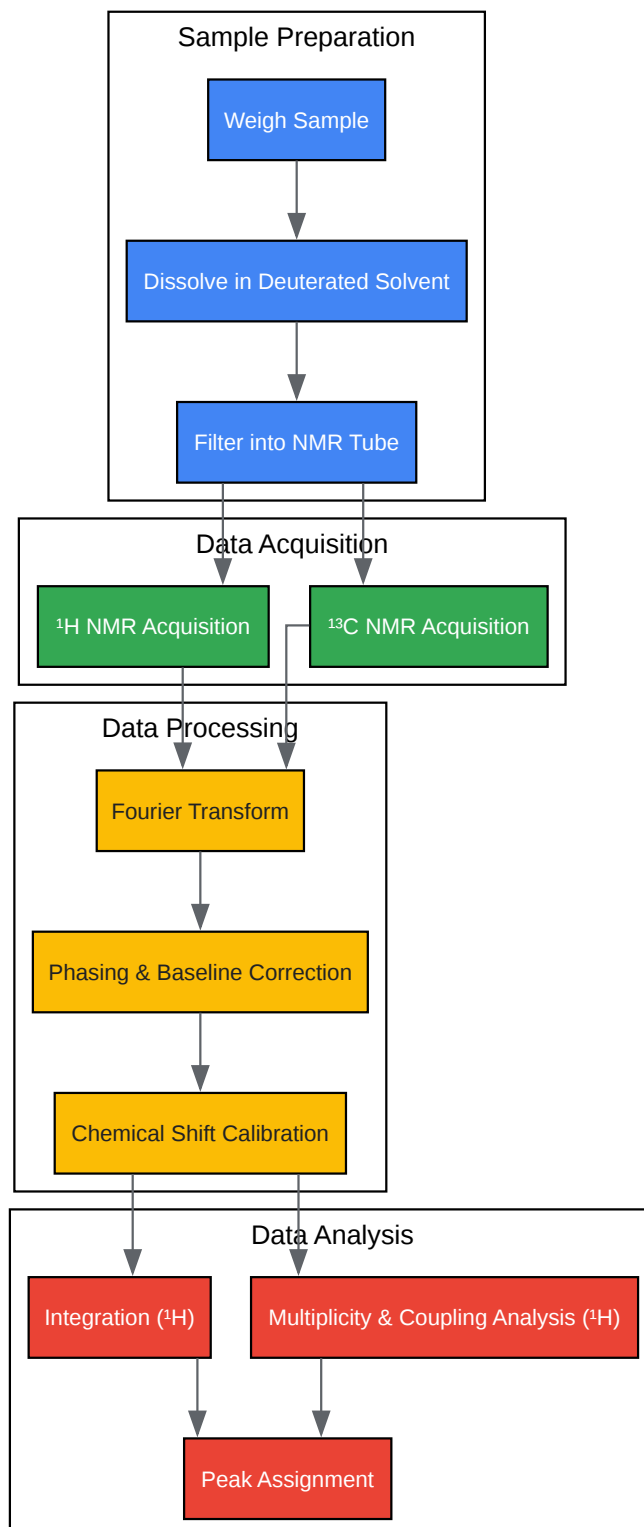 Sample Preparation
Weigh Sample
Dissolve in Deuterated Solvent
Filter into NMR Tube
Data Acquisition
¹H NMR Acquisition
¹³C NMR Acquisition
Data Processing
Fourier Transform
Phasing & Baseline Correction
Chemical Shift Calibration
Data Analysis
Integration (¹H)
Multiplicity & Coupling Analysis (¹H)
Peak Assignment